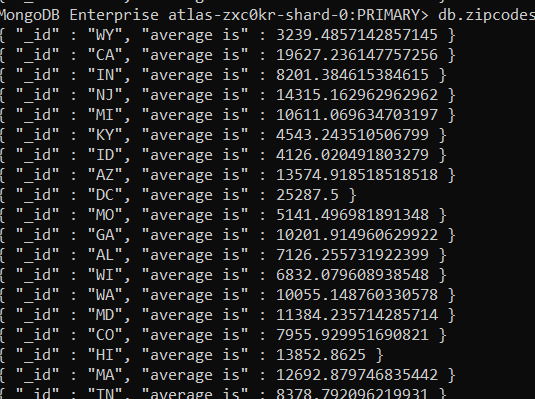 MongoDB Enterprise atlas-zxc0kr-shard-0:PRIMARY> db.zipcodes
{ "_id" : "WY", "average is" : 3239.4857142857145 }
{ "_id" : "CA", "average is" : 19627.236147757256 }
{ "_id" : "IN", "average is" : 8201.384615384615 }
{ "_id" : "NJ", "average is" : 14315.162962962962 }
{ "_id" : "MI", "average is" : 10611.069634703197 }
{ "_id" : "KY", "average is" : 4543.243510506799 }
{ "_id" : "ID", "average is" : 4126.020491803279 }
{ "_id" : "AZ", "average is" : 13574.918518518518 }
{ "_id" : "DC", "average is" : 25287.5 }
{ "_id" : "MO", "average is" : 5141.496981891348 }
{ "_id" : "GA", "average is" : 10201.914960629922 }
{ "_id" : "AL", "average is" : 7126.255731922399 }
{ "_id" : "WI", "average is" : 6832.079608938548 }
{ "_id" : "WA", "average is" : 10055.148760330578 }
{ "_id" : "MD", "average is" : 11384.235714285714 }
{ "_id" : "CO", "average is" : 7955.929951690821 }
{ "_id" : "HI", "average is" : 13852.8625 }
{ "_id" : "MA", "average is" : 12692.879746835442 }
{ "_id" : "TN", "average is" : 8378.792096219931 }